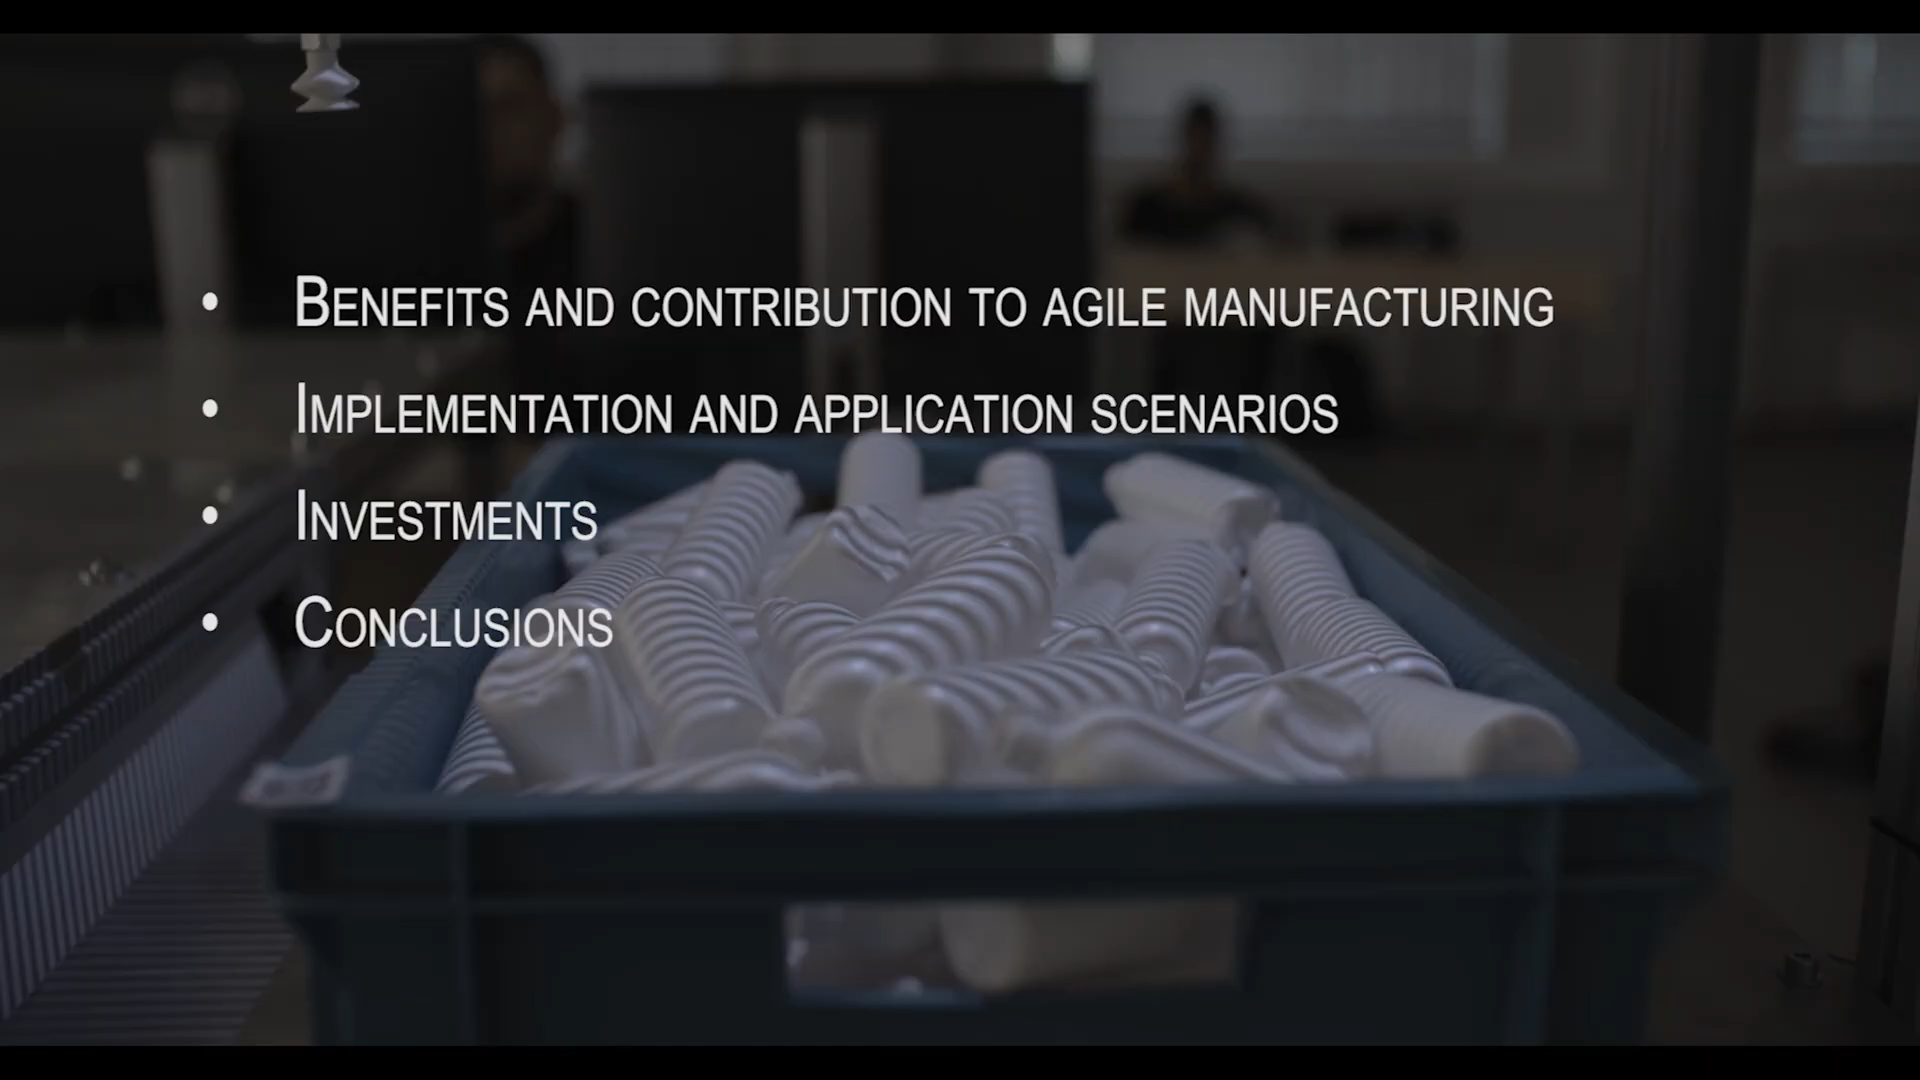 • Benefits and contribution to agile manufacturing
• Implementation and application scenarios
• Investments
• Conclusions